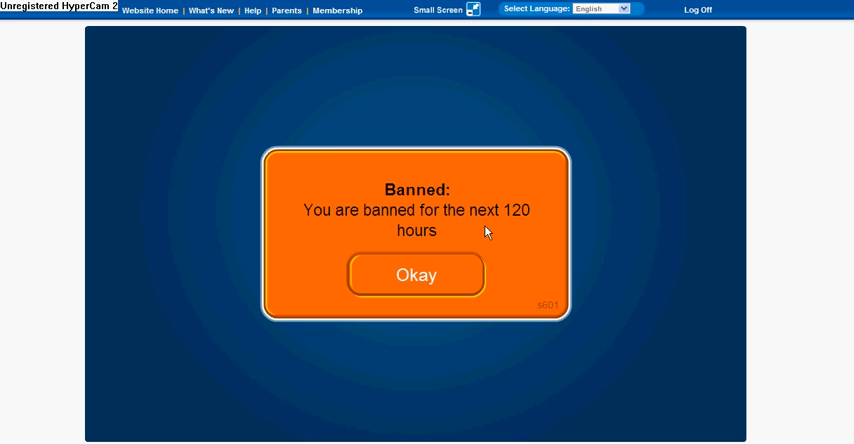 Unregistered HyperCam 2
Website Home | What's New | Help | Parents | Membership
Small Screen
Select Language: English
Log Off
Banned:
You are banned for the next 120
hours
Okay
s601